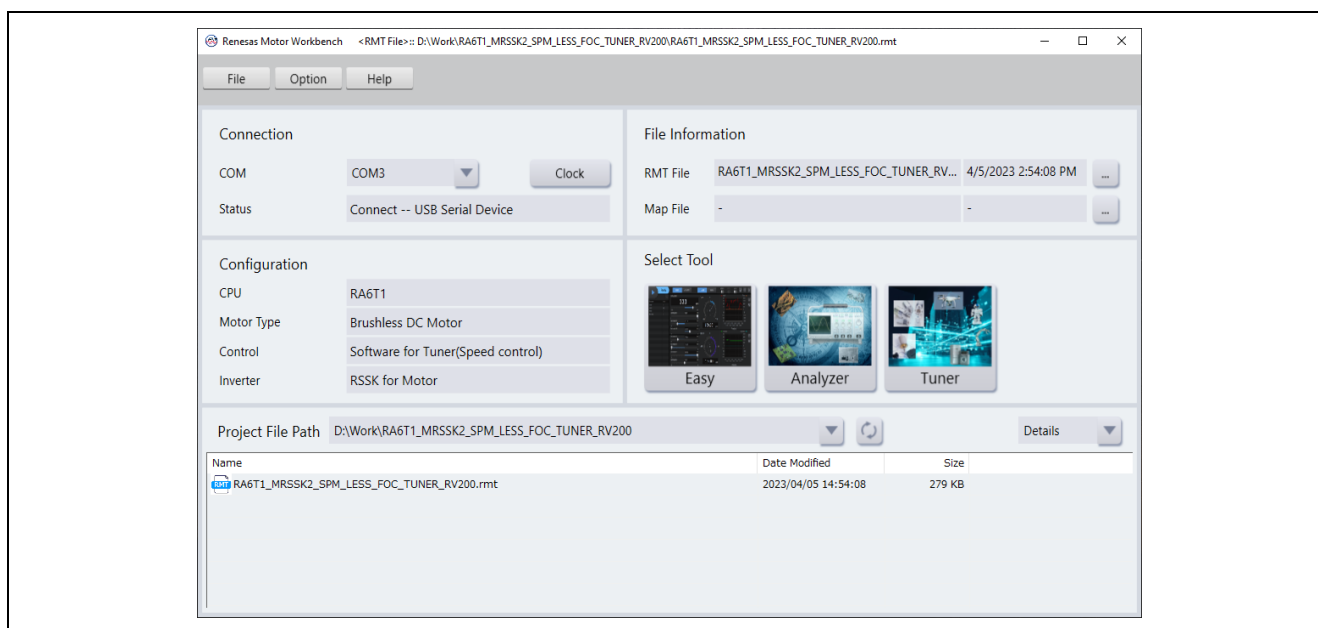 Renesas Motor Workbench <RMT File>:: D:\Work\RA6T1_MRSSK2_SPM_LESS_FOC_TUNER_RV200\RA6T1_MRSSK2_SPM_LESS_FOC_TUNER_RV200.rmt
File Option Help
Connection
COM COM3 Clock
Status Connect -- USB Serial Device
File Information
RMT File RA6T1_MRSSK2_SPM_LESS_FOC_TUNER_RV... 4/5/2023 2:54:08 PM ...
Map File - - ...
Configuration
CPU RA6T1
Motor Type Brushless DC Motor
Control Software for Tuner(Speed control)
Inverter RSSK for Motor
Select Tool
Easy Analyzer Tuner
Project File Path D:\Work\RA6T1_MRSSK2_SPM_LESS_FOC_TUNER_RV200 Details
Name Date Modified Size
RMT RA6T1_MRSSK2_SPM_LESS_FOC_TUNER_RV200.rmt 2023/04/05 14:54:08 279 KB